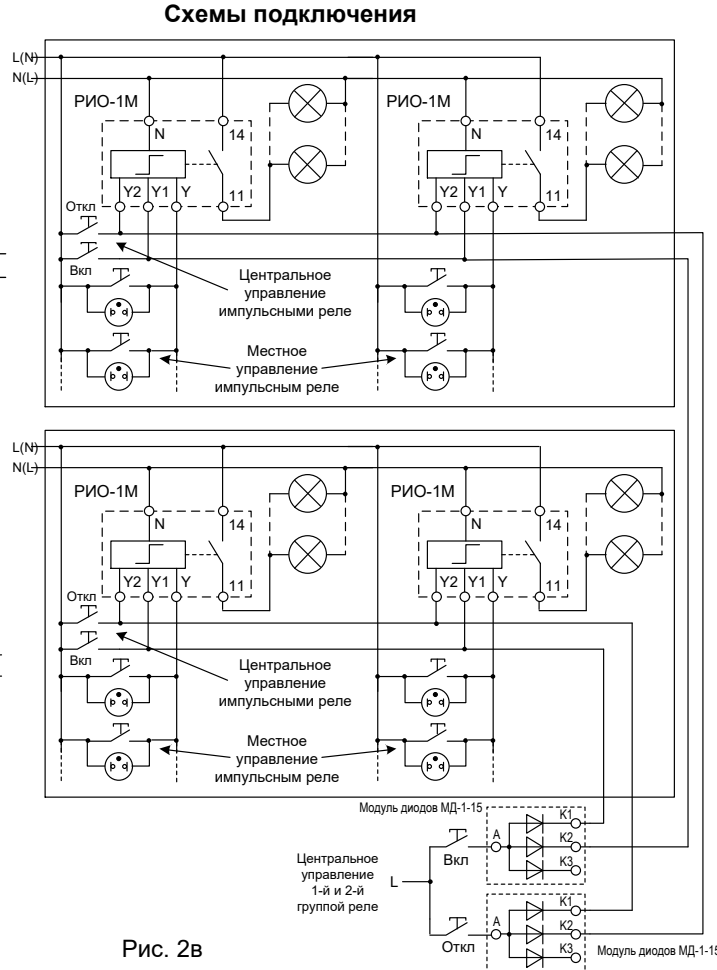 Схемы подключения
L(N)
N(L)
РИО-1М
РИО-1М
N
14
N
14
Y2 Y1 Y
11
Y2 Y1 Y
11
Откл
Вкл
Центральное
управление
импульсными реле
Местное
управление
импульсным реле
L(N)
N(L)
РИО-1М
РИО-1М
N
14
N
14
Y2 Y1 Y
11
Y2 Y1 Y
11
Откл
Вкл
Центральное
управление
импульсными реле
Местное
управление
импульсным реле
Модуль диодов МД-1-15
Центральное
управление
1-й и 2-й
группой реле
L
Вкл
A
K1
K2
K3
Откл
A
K1
K2
K3
Модуль диодов МД-1-15
Рис. 2в